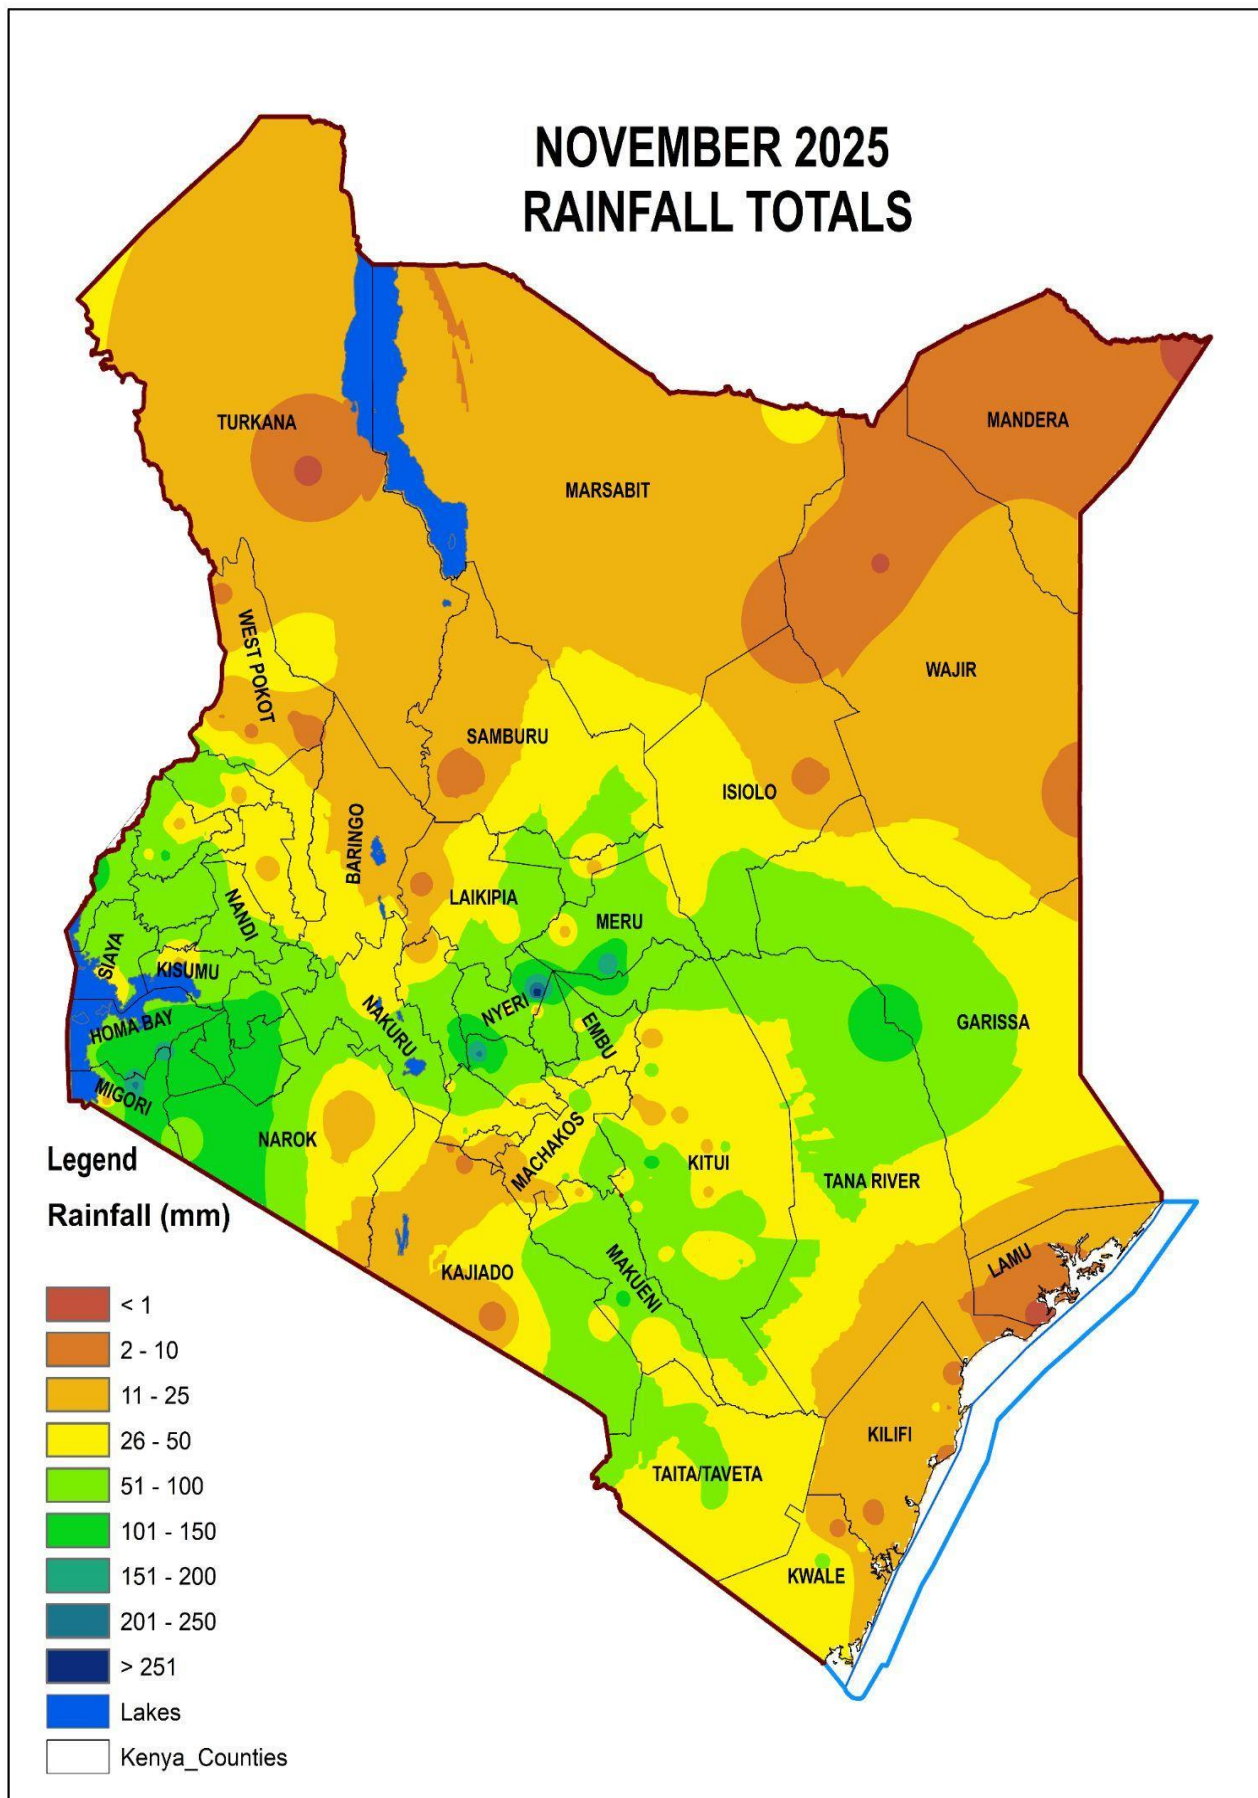 NOVEMBER 2025
RAINFALL TOTALS
TURKANA
MANDERA
MARSABIT
WEST POKOT
WAJIR
SAMBURU
ISIOLO
BARINGO
LAIKIPIA
NANDI
MERU
SIAYA
KISUMU
NYERI
NAKURU
EMBU
GARISSA
HOMA BAY
MIGORI
NAROK
MACHAKOS
KITUI
TANA RIVER
LAMU
KAJIADO
MAKUENI
KILIFI
TAITA/TAVETA
KWALE
Legend
Rainfall (mm)
< 1
2 - 10
11 - 25
26 - 50
51 - 100
101 - 150
151 - 200
201 - 250
> 251
Lakes
Kenya_Counties